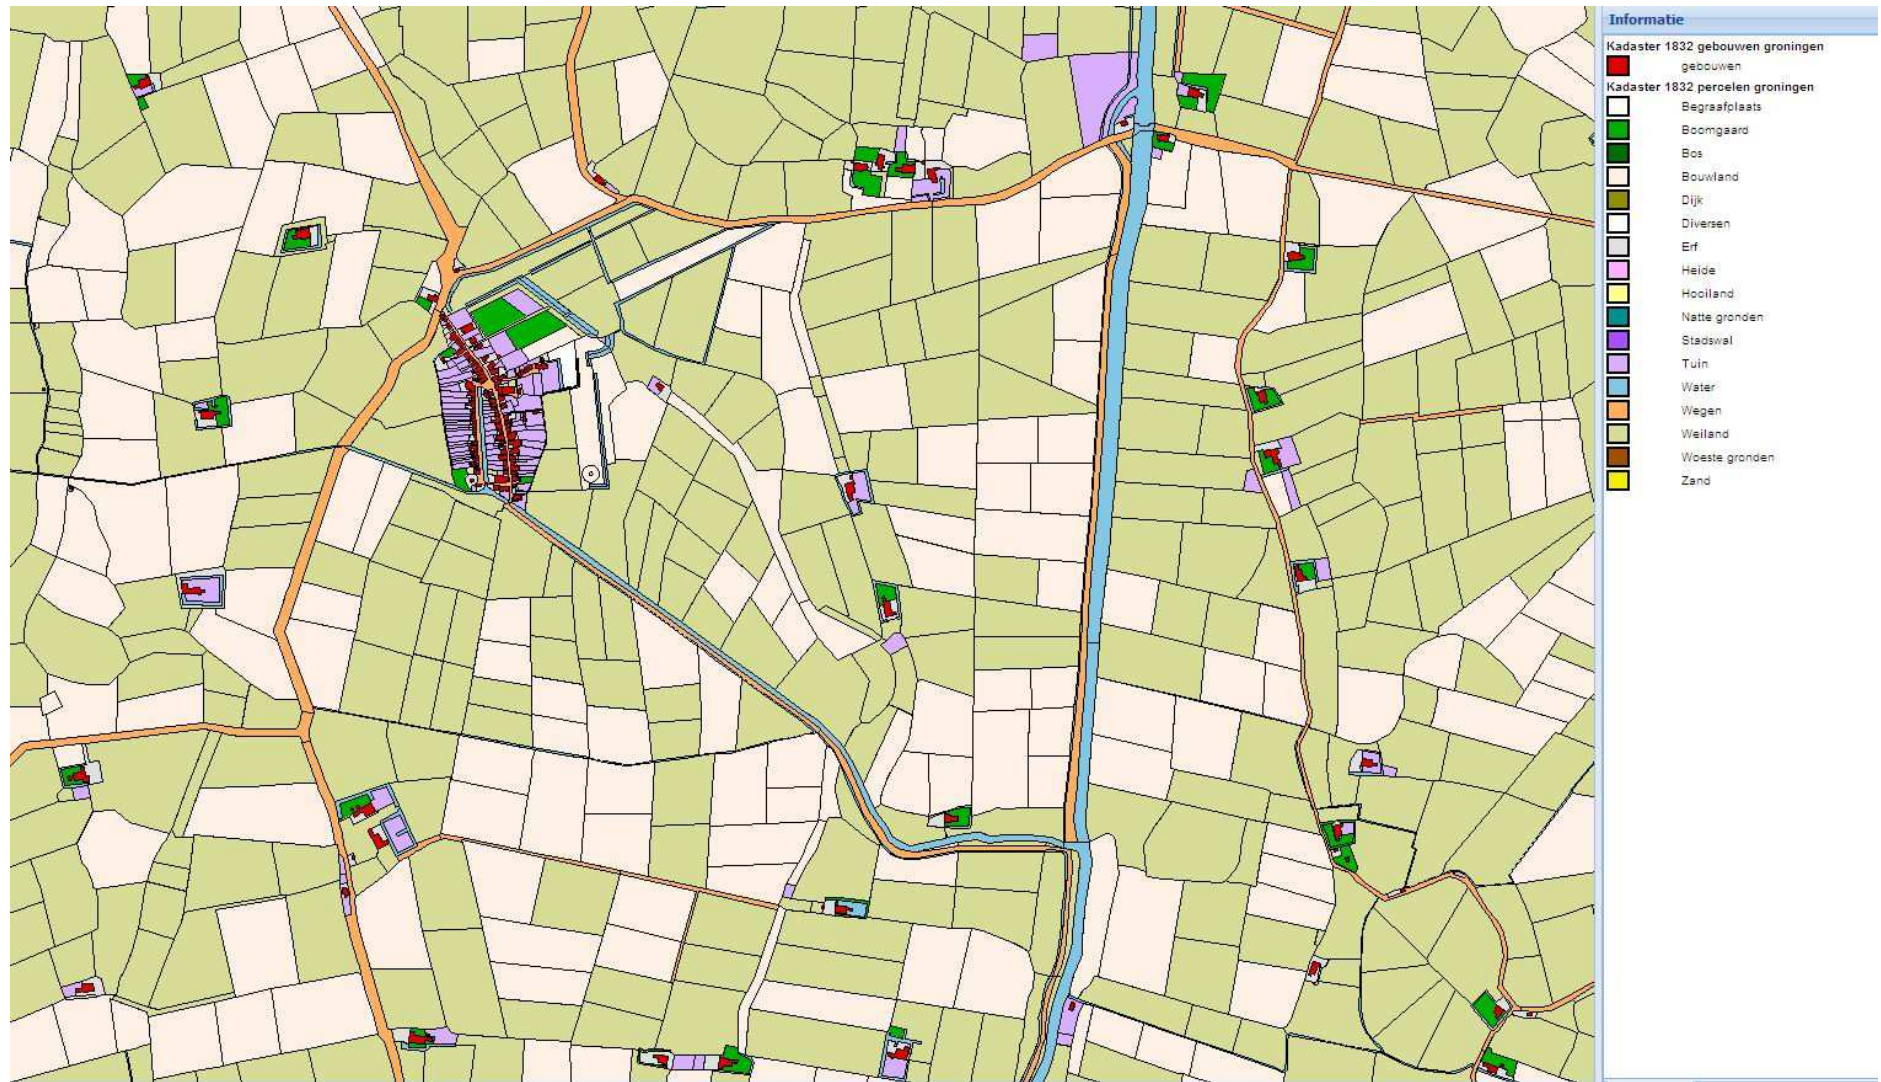 Informatie
Kadaster 1832 gebouwen groningen
gebouwen
Kadaster 1832 percelen groningen
Begraafplaats
Boomgaard
Bos
Bouwland
Dijk
Diversen
Erf
Heide
Hooiland
Natte gronden
Stadswal
Tuin
Water
Wegen
Weiland
Woeste gronden
Zand